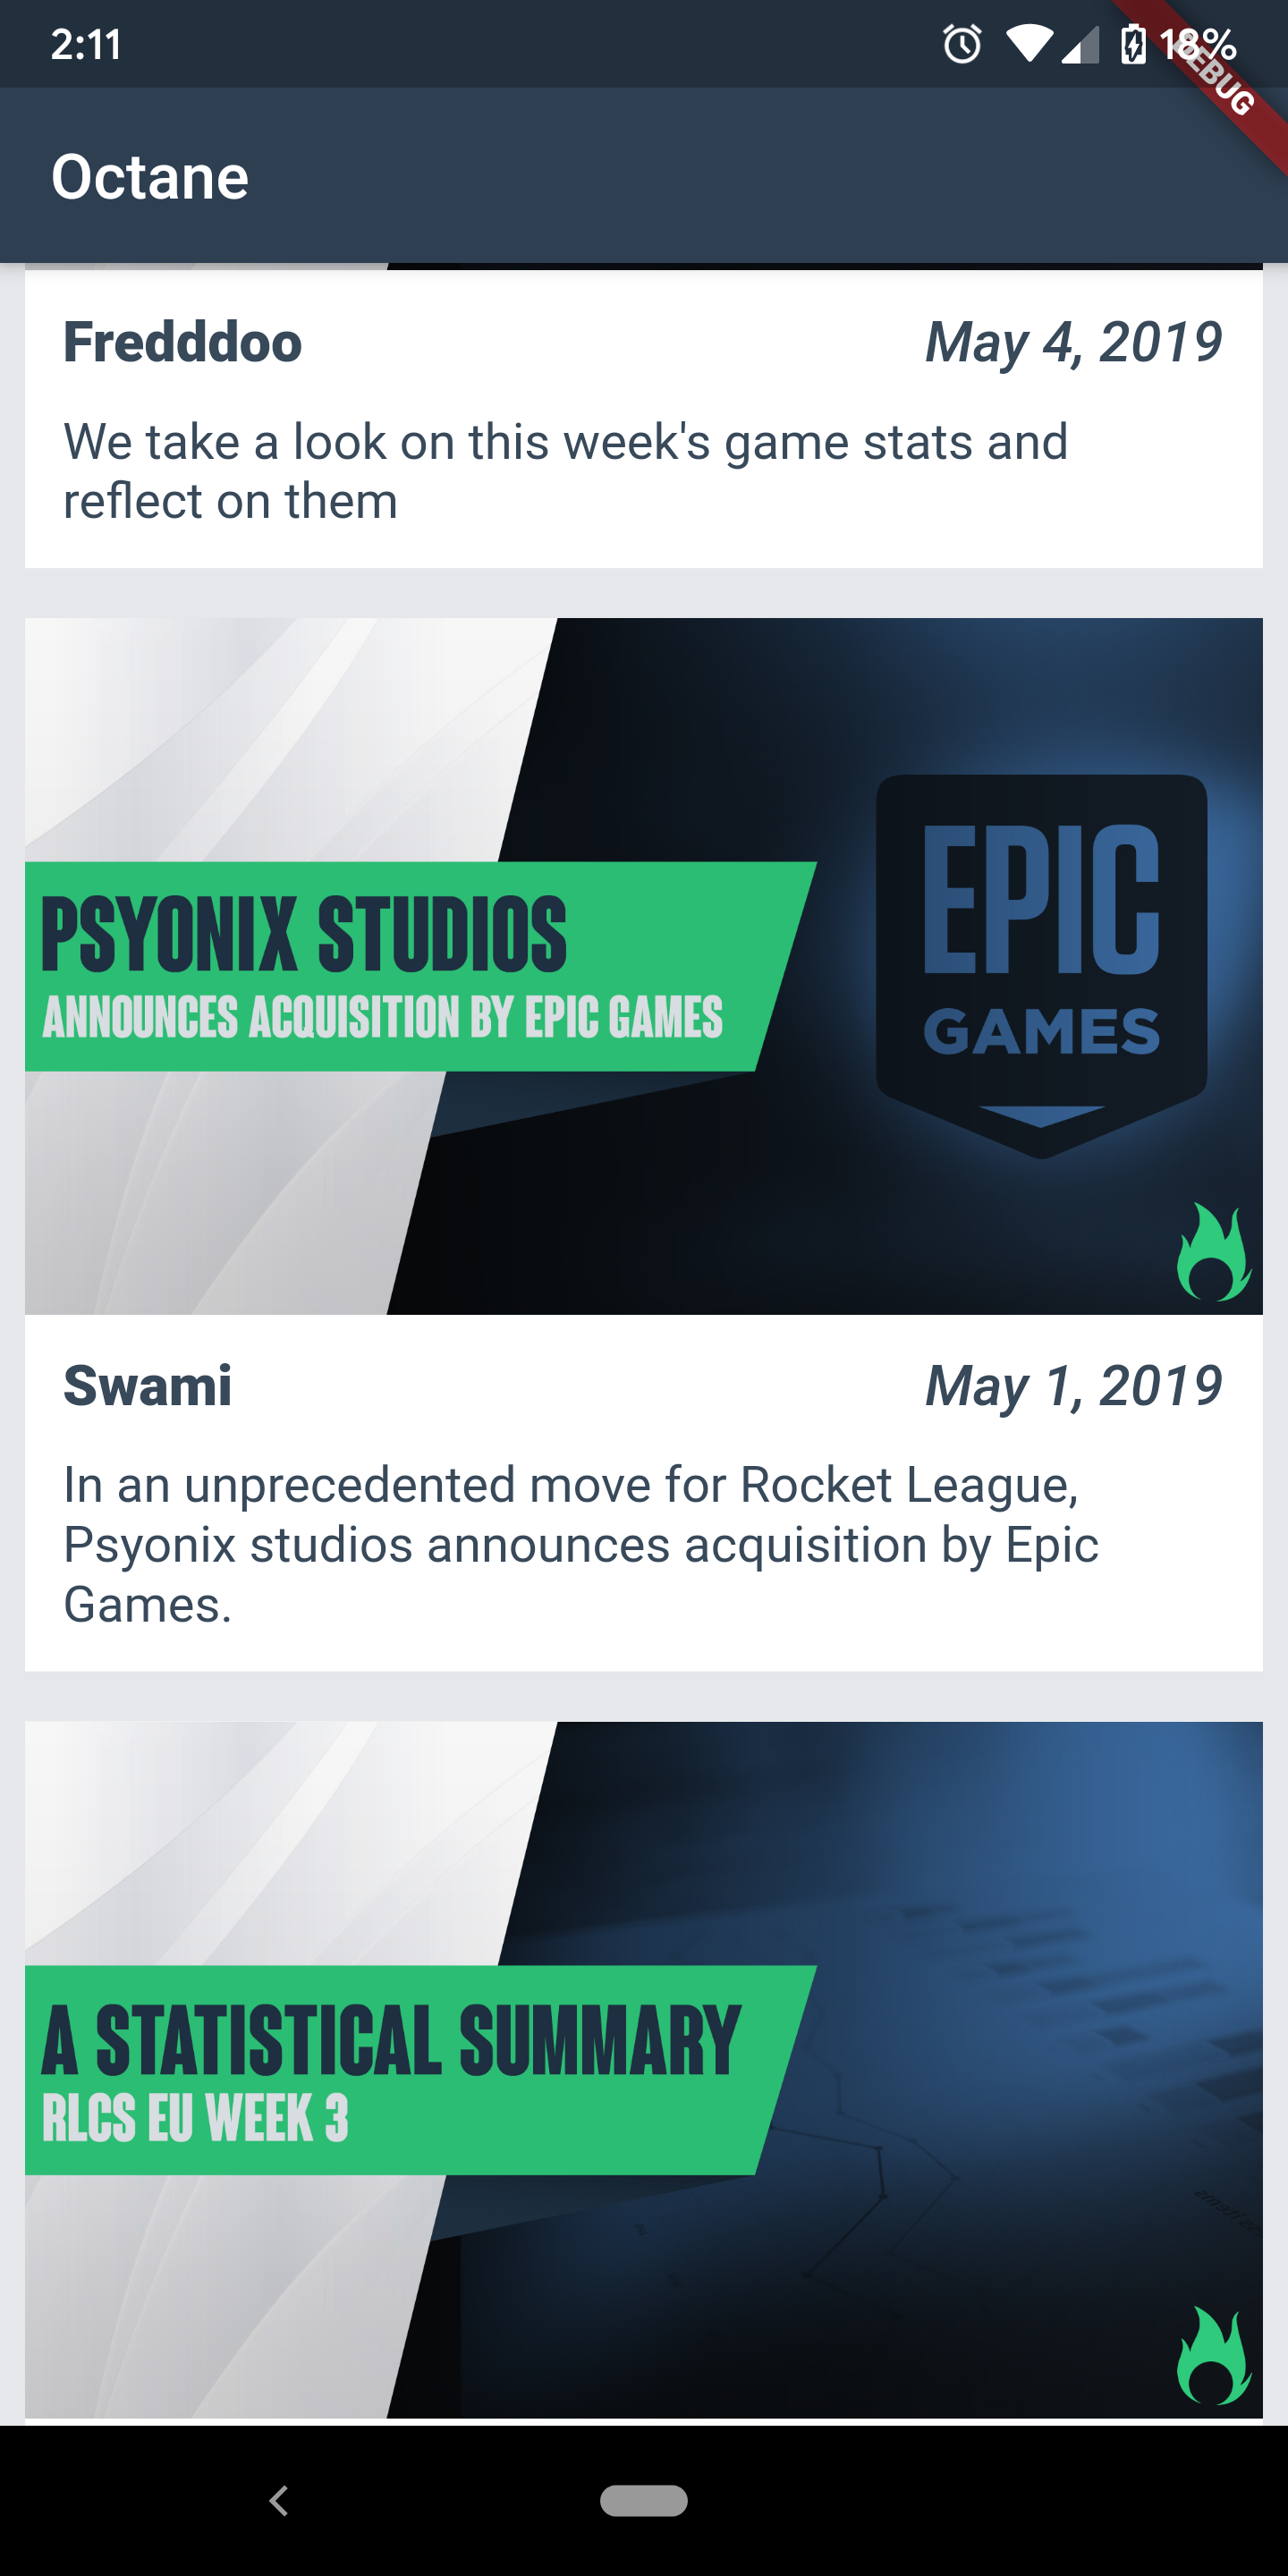 2:11
18%
DEBUG
Octane
Fredddoo
May 4, 2019
We take a look on this week's game stats and
reflect on them
PSYONIX STUDIOS
ANNOUNCES ACQUISITION BY EPIC GAMES
EPIC
GAMES
Swami
May 1, 2019
In an unprecedented move for Rocket League,
Psyonix studios announces acquisition by Epic
Games.
A STATISTICAL SUMMARY
RLCS EU WEEK 3